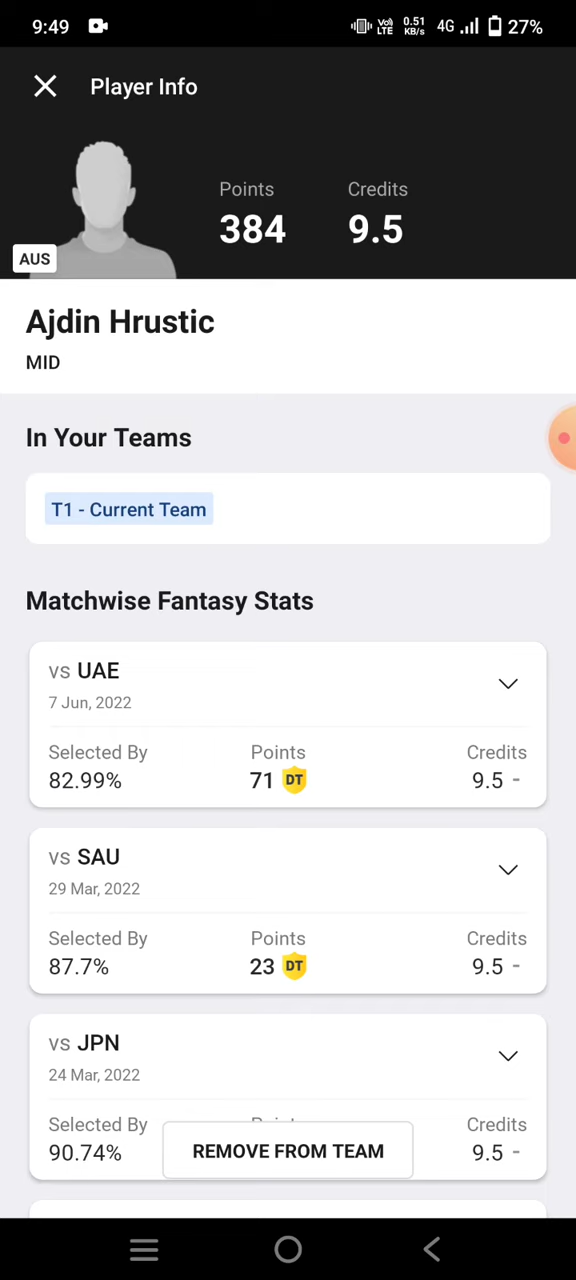 9:49 Vo) LTE 0.51 KB/s 4G 27%
Player Info
Points Credits
384 9.5
AUS
Ajdin Hrustic
MID
In Your Teams
T1 - Current Team
Matchwise Fantasy Stats
vs UAE
7 Jun, 2022
Selected By Points Credits
82.99% 71 DT 9.5 -
vs SAU
29 Mar, 2022
Selected By Points Credits
87.7% 23 DT 9.5 -
vs JPN
24 Mar, 2022
Selected By Credits
90.74% REMOVE FROM TEAM 9.5 -